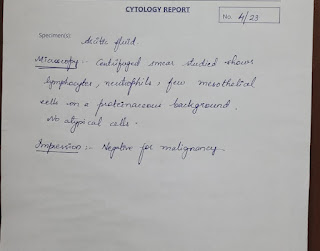 CYTOLOGY REPORT
No. 4/23
Specimen(s):
Ascitic fluid
Microscopy :- Centrifuged smear studied shows
lymphocytes, neutrophils, few mesothelial
cells on a proteinaceous background.
No atypical cells.
Impression :- Negative for malignancy.